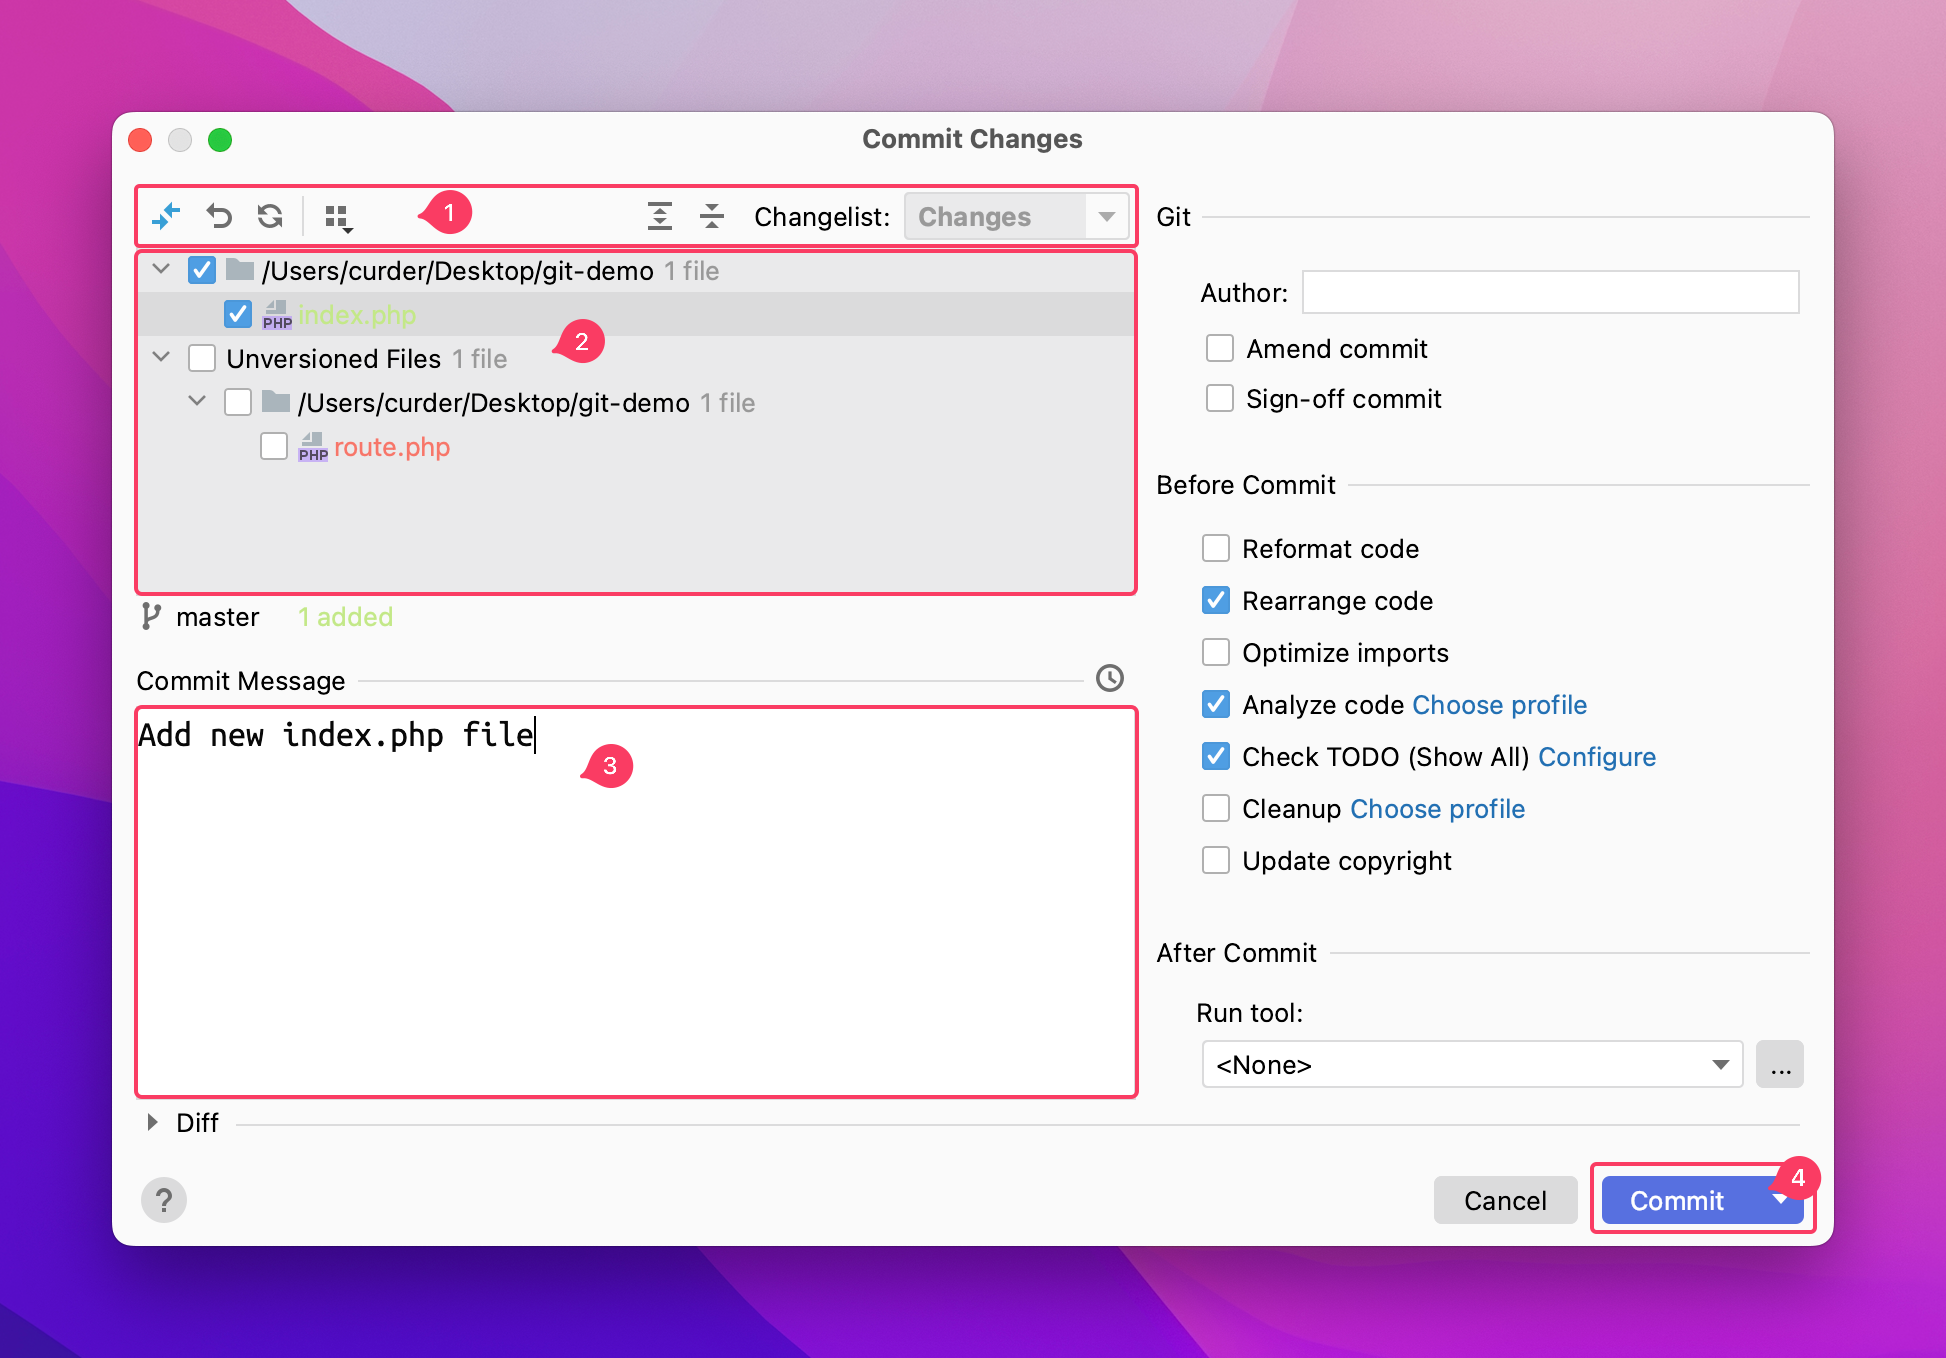 Commit Changes
1
Changelist: Changes
/Users/curder/Desktop/git-demo 1 file
PHP index.php
2
Unversioned Files 1 file
/Users/curder/Desktop/git-demo 1 file
PHP route.php
master 1 added
Commit Message
Add new index.php file
3
Diff
Git
Author:
Amend commit
Sign-off commit
Before Commit
Reformat code
Rearrange code
Optimize imports
Analyze code Choose profile
Check TODO (Show All) Configure
Cleanup Choose profile
Update copyright
After Commit
Run tool:
<None>
...
?
Cancel
Commit
4